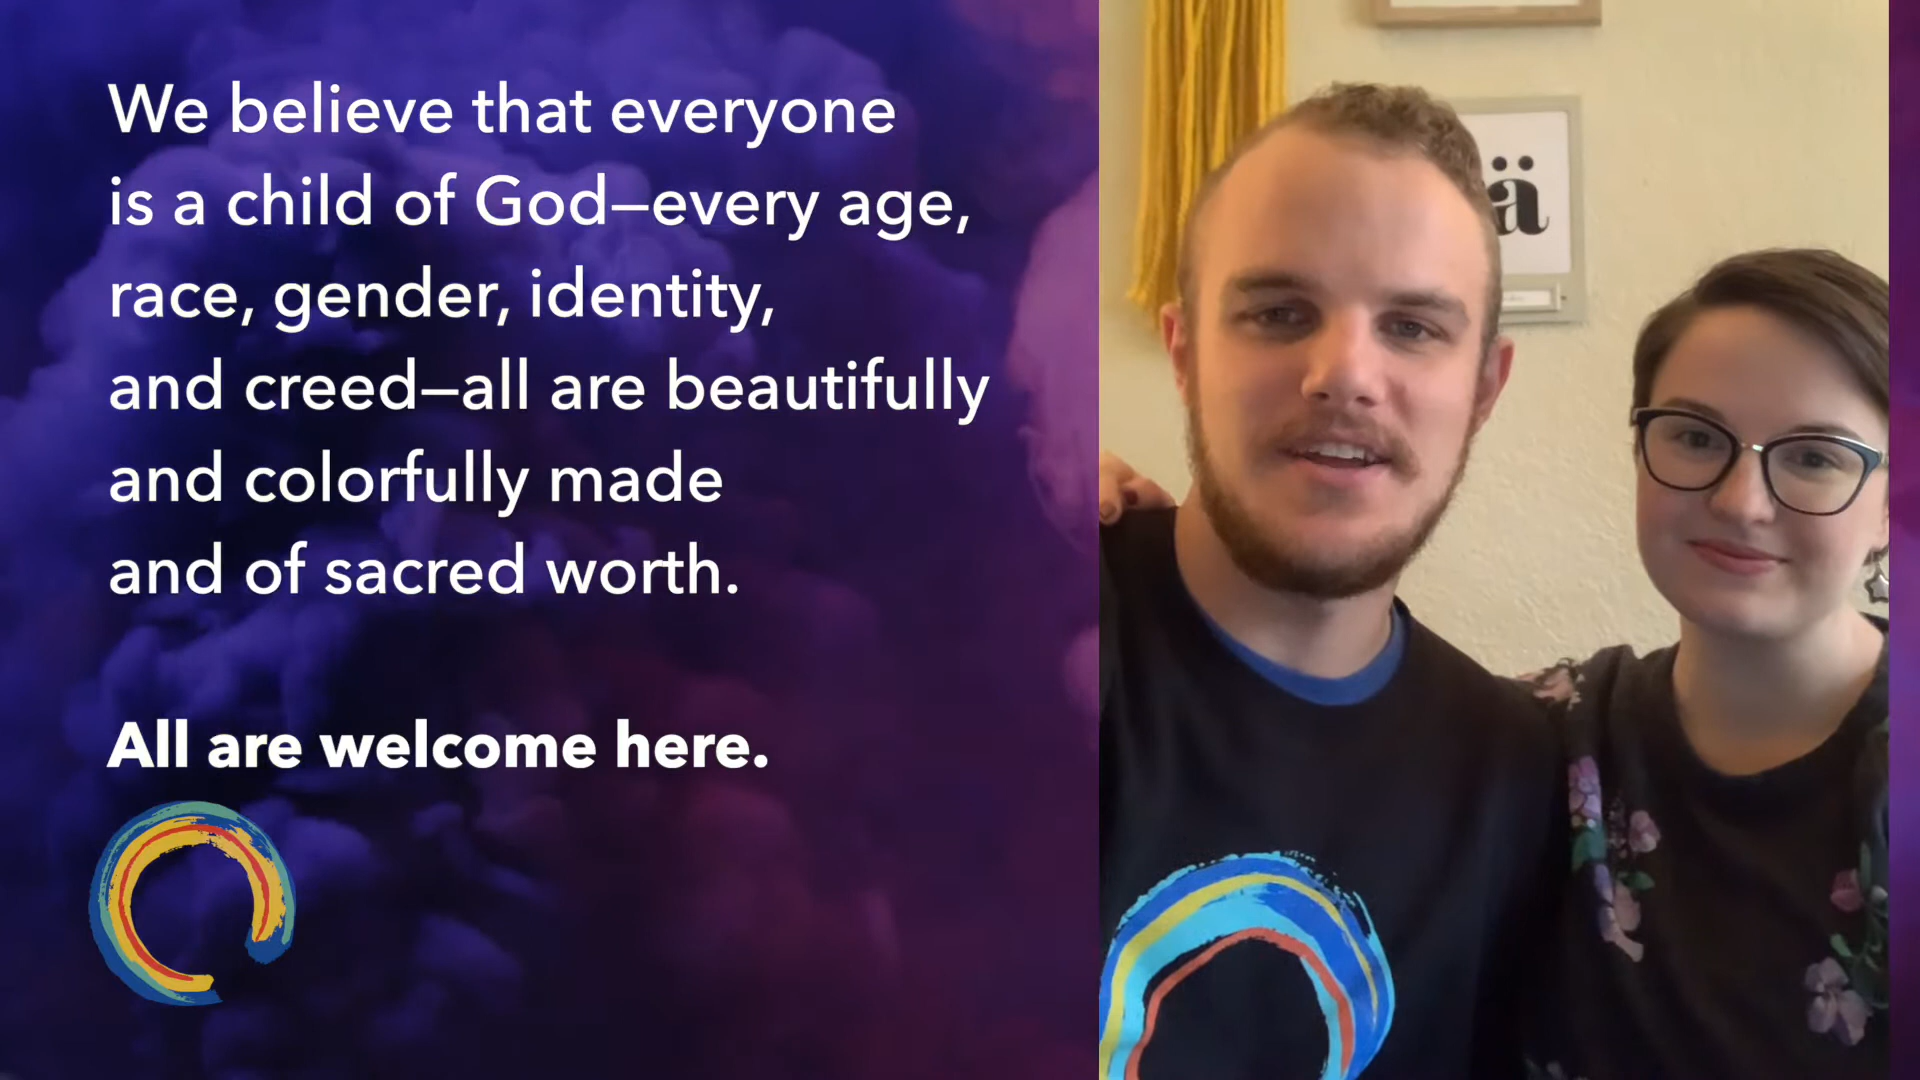 We believe that everyone
is a child of God—every age,
race, gender, identity,
and creed—all are beautifully
and colorfully made
and of sacred worth.
All are welcome here.
ä